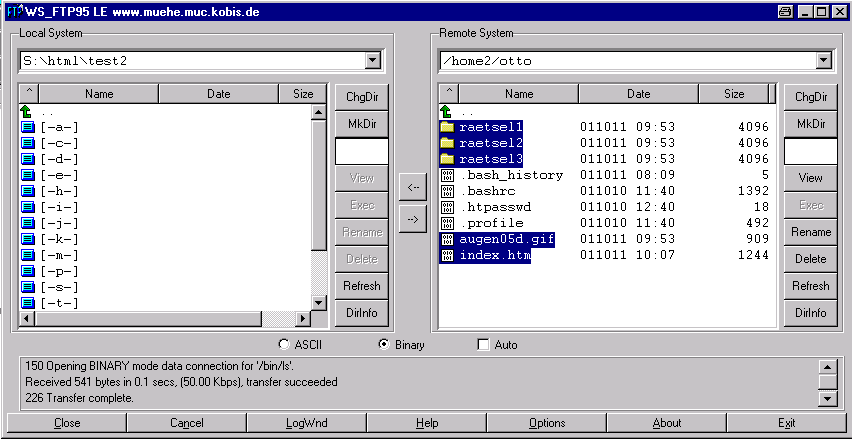 WS_FTP95 LE www.muehe.muc.kobis.de
Local System
S:\html\test2
^ Name Date Size
..
[-a-]
[-c-]
[-d-]
[-e-]
[-h-]
[-i-]
[-j-]
[-k-]
[-m-]
[-p-]
[-s-]
[-t-]
ChgDir
MkDir
View
Exec
Rename
Delete
Refresh
DirInfo
<--
-->
Remote System
/home2/otto
^ Name Date Size
..
raetsel1 011011 09:53 4096
raetsel2 011011 09:53 4096
raetsel3 011011 09:53 4096
.bash_history 011011 08:09 5
.bashrc 011010 11:40 1392
.htpasswd 011010 12:40 18
.profile 011010 11:40 492
augen05d.gif 011011 09:53 909
index.htm 011011 10:07 1244
ChgDir
MkDir
View
Exec
Rename
Delete
Refresh
DirInfo
ASCII Binary Auto
150 Opening BINARY mode data connection for '/bin/ls'.
Received 541 bytes in 0.1 secs, (50.00 Kbps), transfer succeeded
226 Transfer complete.
Close Cancel LogWnd Help Options About Exit